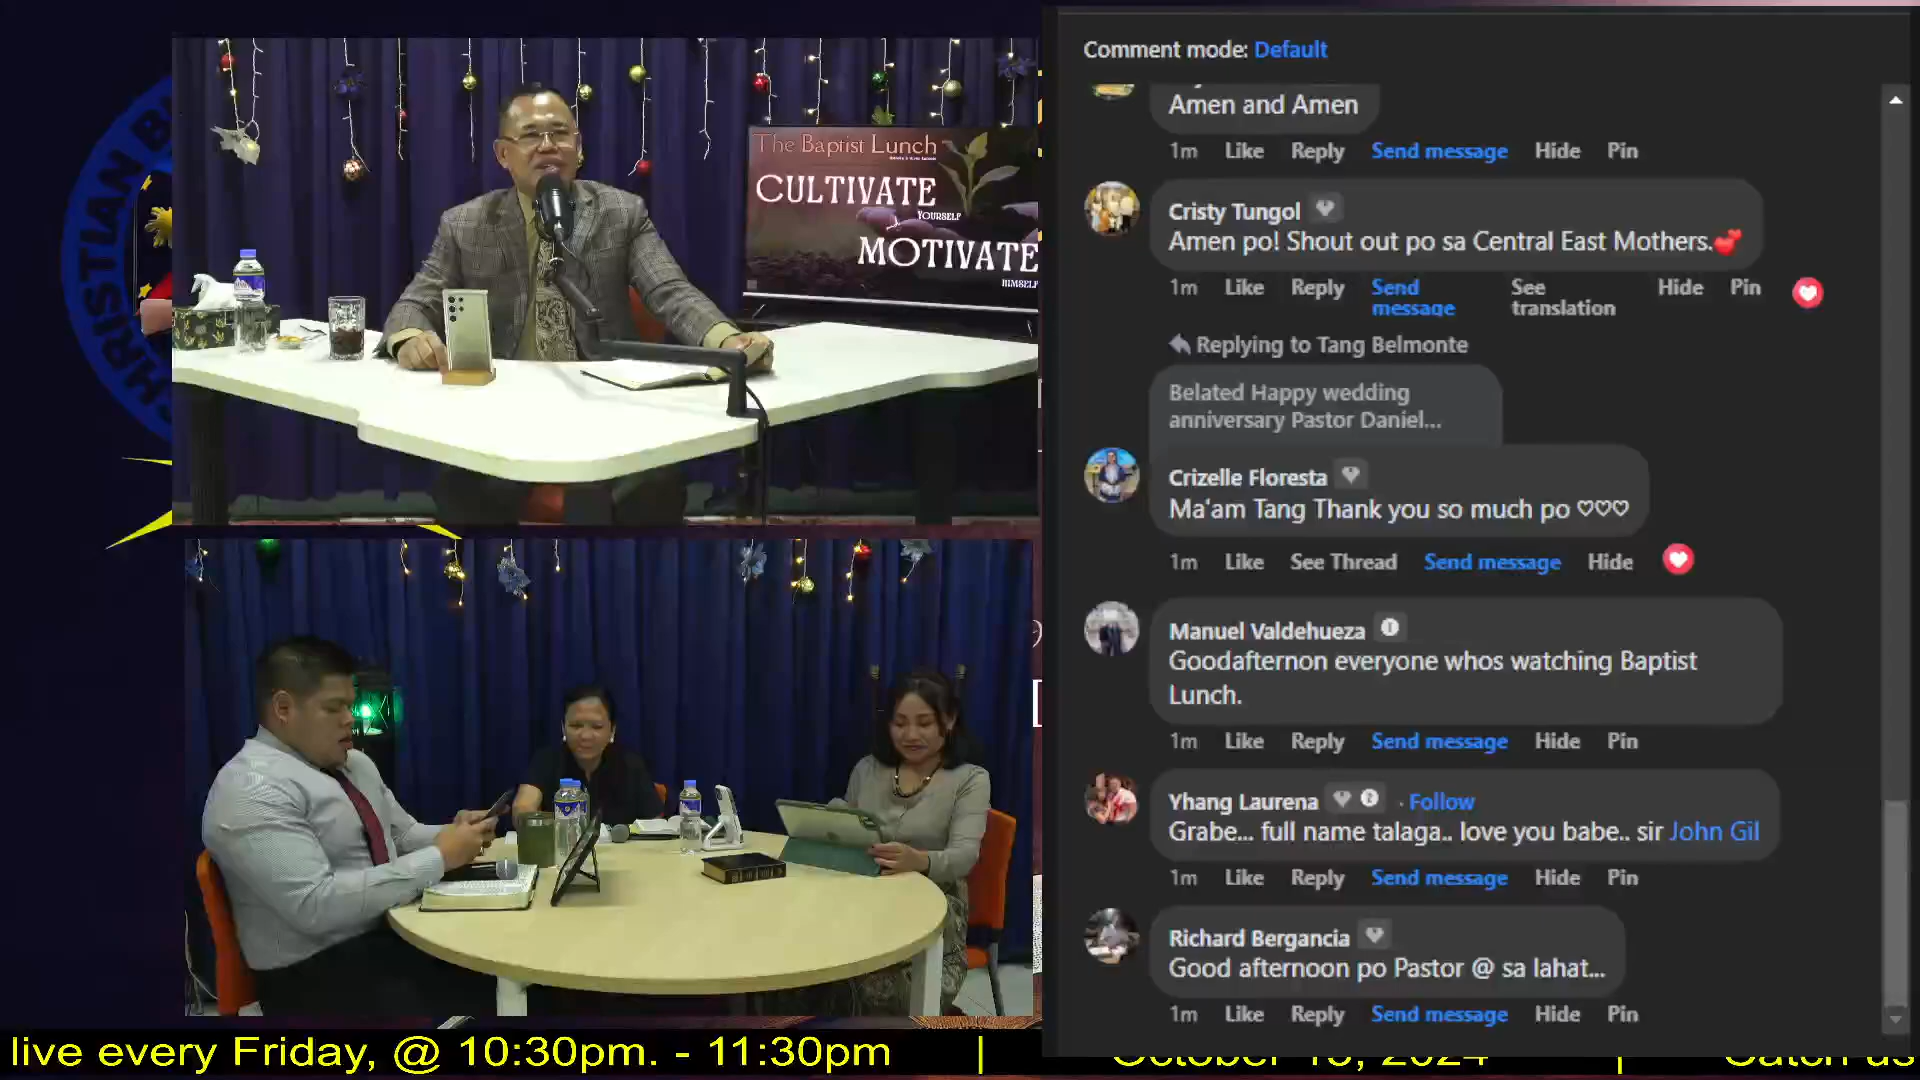 CHRISTIAN B
The Baptist Lunch
CULTIVATE
YOURSELF
MOTIVATE
HIMSELF
Comment mode: Default
Amen and Amen
1m Like Reply Send message Hide Pin
Cristy Tungol
Amen po! Shout out po sa Central East Mothers.💕
1m Like Reply Send message See translation Hide Pin
Replying to Tang Belmonte
Belated Happy wedding
anniversary Pastor Daniel...
Crizelle Floresta
Ma'am Tang Thank you so much po ♡♡♡
1m Like See Thread Send message Hide
Manuel Valdehueza
Goodafternon everyone whos watching Baptist
Lunch.
1m Like Reply Send message Hide Pin
Yhang Laurena · Follow
Grabe... full name talaga.. love you babe.. sir John Gil
1m Like Reply Send message Hide Pin
Richard Bergancia
Good afternoon po Pastor @ sa lahat...
1m Like Reply Send message Hide Pin
live every Friday, @ 10:30pm. - 11:30pm | October 2024 | Catch us